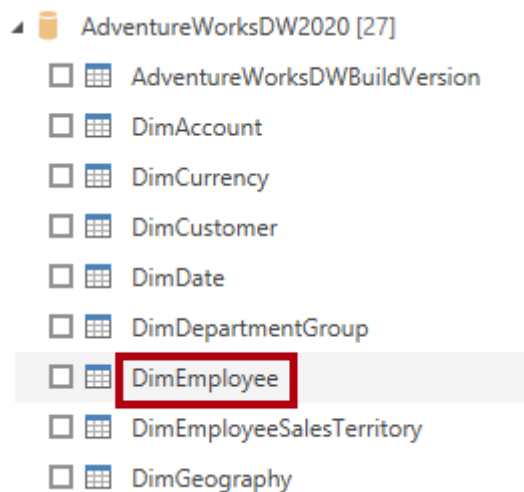 AdventureWorksDW2020 [27]
AdventureWorksDWBuildVersion
DimAccount
DimCurrency
DimCustomer
DimDate
DimDepartmentGroup
DimEmployee
DimEmployeeSalesTerritory
DimGeography